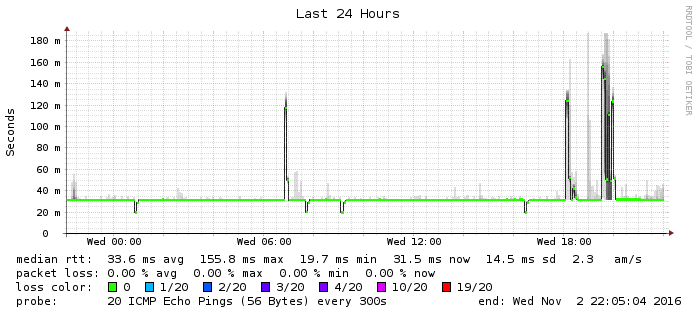 Last 24 Hours
RRDTOOL / TOBI OETIKER
Seconds
180 m
160 m
140 m
120 m
100 m
80 m
60 m
40 m
20 m
0
Wed 00:00 Wed 06:00 Wed 12:00 Wed 18:00
median rtt: 33.6 ms avg 155.8 ms max 19.7 ms min 31.5 ms now 14.5 ms sd 2.3 am/s
packet loss: 0.00 % avg 0.00 % max 0.00 % min 0.00 % now
loss color: 0 1/20 2/20 3/20 4/20 10/20 19/20
probe: 20 ICMP Echo Pings (56 Bytes) every 300s end: Wed Nov 2 22:05:04 2016